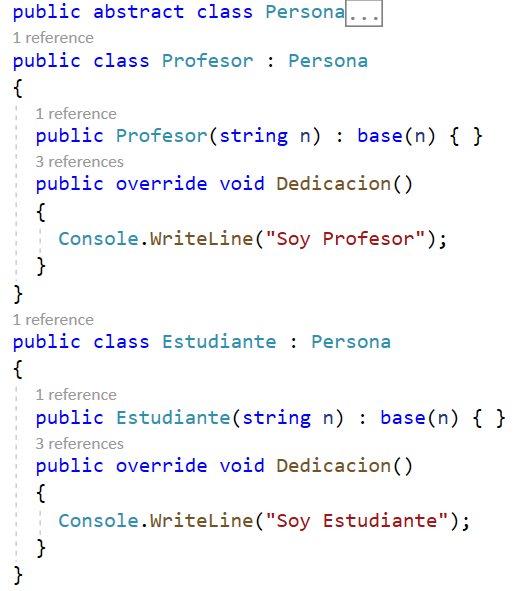 public abstract class Persona...
1 reference
public class Profesor : Persona
{
1 reference
public Profesor(string n) : base(n) { }
3 references
public override void Dedicacion()
{
Console.WriteLine("Soy Profesor");
}
}
1 reference
public class Estudiante : Persona
{
1 reference
public Estudiante(string n) : base(n) { }
3 references
public override void Dedicacion()
{
Console.WriteLine("Soy Estudiante");
}
}